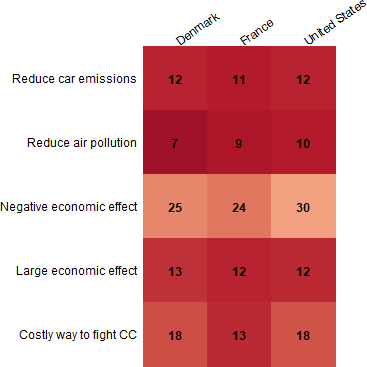 Denmark France United States
Reduce car emissions 12 11 12
Reduce air pollution 7 9 10
Negative economic effect 25 24 30
Large economic effect 13 12 12
Costly way to fight CC 18 13 18